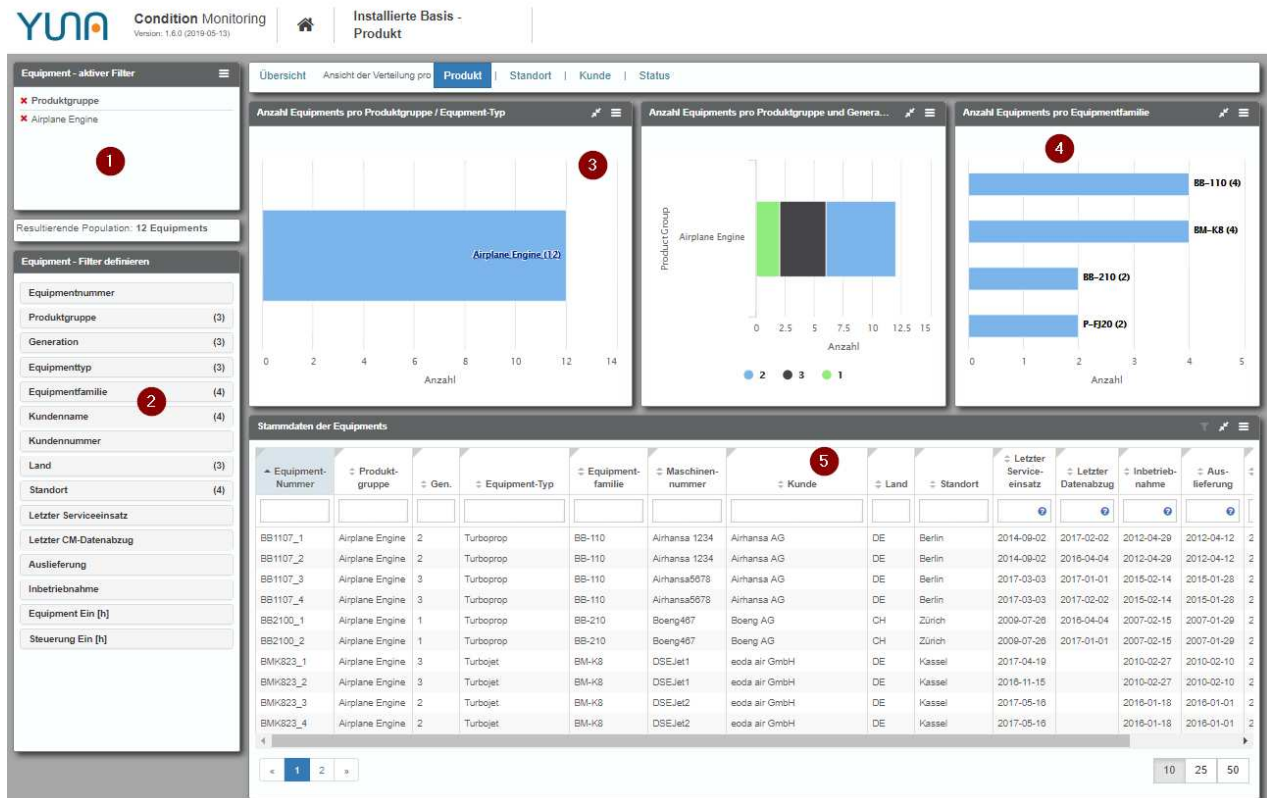 YUNA
Condition Monitoring
Version: 1.6.0 (2019-05-13)
Installierte Basis -
Produkt
Equipment - aktiver Filter
Produktgruppe
Airplane Engine
1
Resultierende Population: 12 Equipments
Equipment - Filter definieren
Equipmentnummer
Produktgruppe (3)
Generation (3)
Equipmenttyp (3)
Equipmentfamilie (4)
2
Kundenname (4)
Kundennummer
Land (3)
Standort (4)
Letzter Serviceeinsatz
Letzter CM-Datenabzug
Auslieferung
Inbetriebnahme
Equipment Ein [h]
Steuerung Ein [h]
Übersicht Ansicht der Verteilung pro Produkt | Standort | Kunde | Status
Anzahl Equipments pro Produktgruppe / Equpment-Typ
3
Airplane Engine (12)
0 2 4 6 8 10 12 14
Anzahl
Anzahl Equipments pro Produktgruppe und Genera...
ProductGroup
Airplane Engine
0 2.5 5 7.5 10 12.5 15
Anzahl
2 3 1
Anzahl Equipments pro Equipmentfamilie
4
BB-110 (4)
BM-K8 (4)
BB-210 (2)
P-FJ20 (2)
0 1 2 3 4 5
Anzahl
Stammdaten der Equipments
5
Equipment-Nummer Produkt-gruppe Gen. Equipment-Typ Equipment-familie Maschinen-nummer Kunde Land Standort Letzter Service-einsatz Letzter Datenabzug Inbetrieb-nahme Aus-lieferung
BB1107_1 Airplane Engine 2 Turboprop BB-110 Airhansa 1234 Airhansa AG DE Berlin 2014-09-02 2017-02-02 2012-04-29 2012-04-12 2
BB1107_2 Airplane Engine 2 Turboprop BB-110 Airhansa 1234 Airhansa AG DE Berlin 2014-09-02 2016-04-04 2012-04-29 2012-04-12 2
BB1107_3 Airplane Engine 3 Turboprop BB-110 Airhansa5678 Airhansa AG DE Berlin 2017-03-03 2017-01-01 2015-02-14 2015-01-28 2
BB1107_4 Airplane Engine 3 Turboprop BB-110 Airhansa5678 Airhansa AG DE Berlin 2017-03-03 2017-02-02 2015-02-14 2015-01-28 2
BB2100_1 Airplane Engine 1 Turboprop BB-210 Boeng467 Boeng AG CH Zürich 2009-07-26 2016-04-04 2007-02-15 2007-01-29 2
BB2100_2 Airplane Engine 1 Turboprop BB-210 Boeng467 Boeng AG CH Zürich 2009-07-26 2017-01-01 2007-02-15 2007-01-29 2
BMK823_1 Airplane Engine 3 Turbojet BM-K8 DSEJet1 eoda air GmbH DE Kassel 2017-04-19 2010-02-27 2010-02-10 2
BMK823_2 Airplane Engine 3 Turbojet BM-K8 DSEJet1 eoda air GmbH DE Kassel 2016-11-15 2010-02-27 2010-02-10 2
BMK823_3 Airplane Engine 2 Turbojet BM-K8 DSEJet2 eoda air GmbH DE Kassel 2017-05-16 2016-01-18 2016-01-01 2
BMK823_4 Airplane Engine 2 Turbojet BM-K8 DSEJet2 eoda air GmbH DE Kassel 2017-05-16 2016-01-18 2016-01-01 2
« 1 2 »
10 25 50